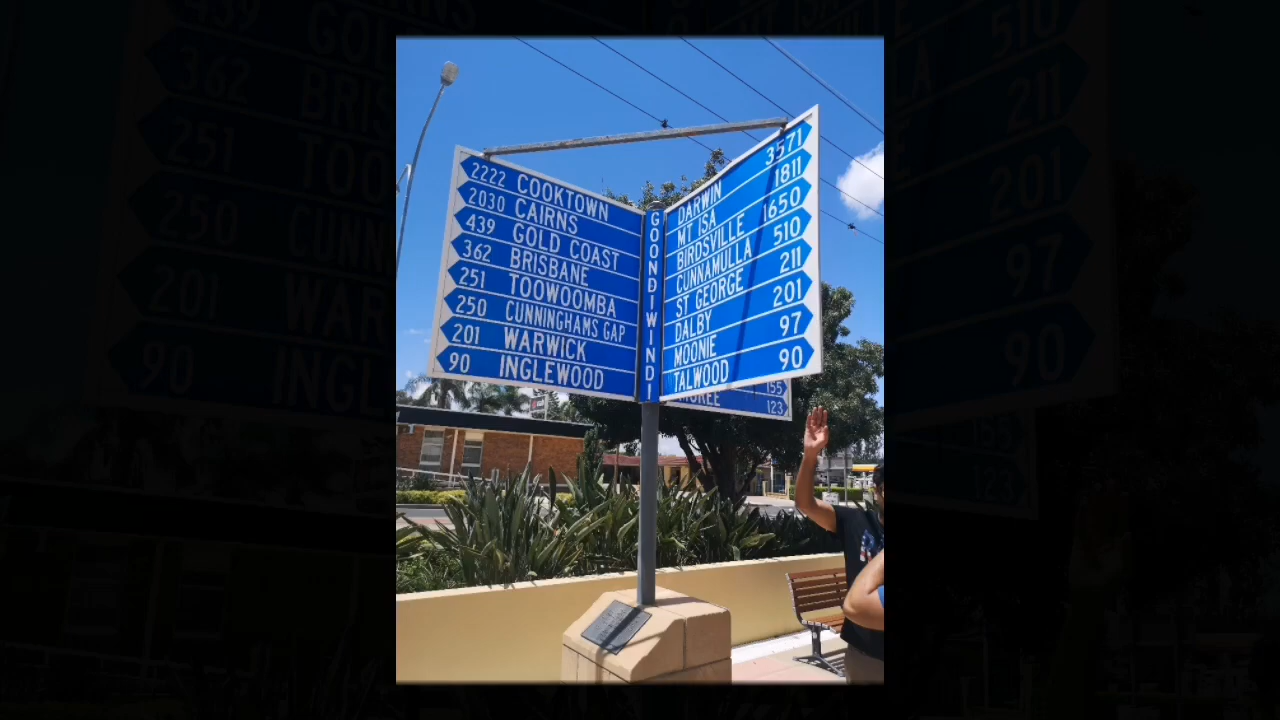 2222 COOKTOWN
2030 CAIRNS
439 GOLD COAST
362 BRISBANE
251 TOOWOOMBA
250 CUNNINGHAMS GAP
201 WARWICK
90 INGLEWOOD
GOONDIWINDI
DARWIN 3571
MT ISA 1811
BIRDSVILLE 1650
CUNNAMULLA 510
ST GEORGE 211
DALBY 201
MOONIE 97
TALWOOD 90
155
123